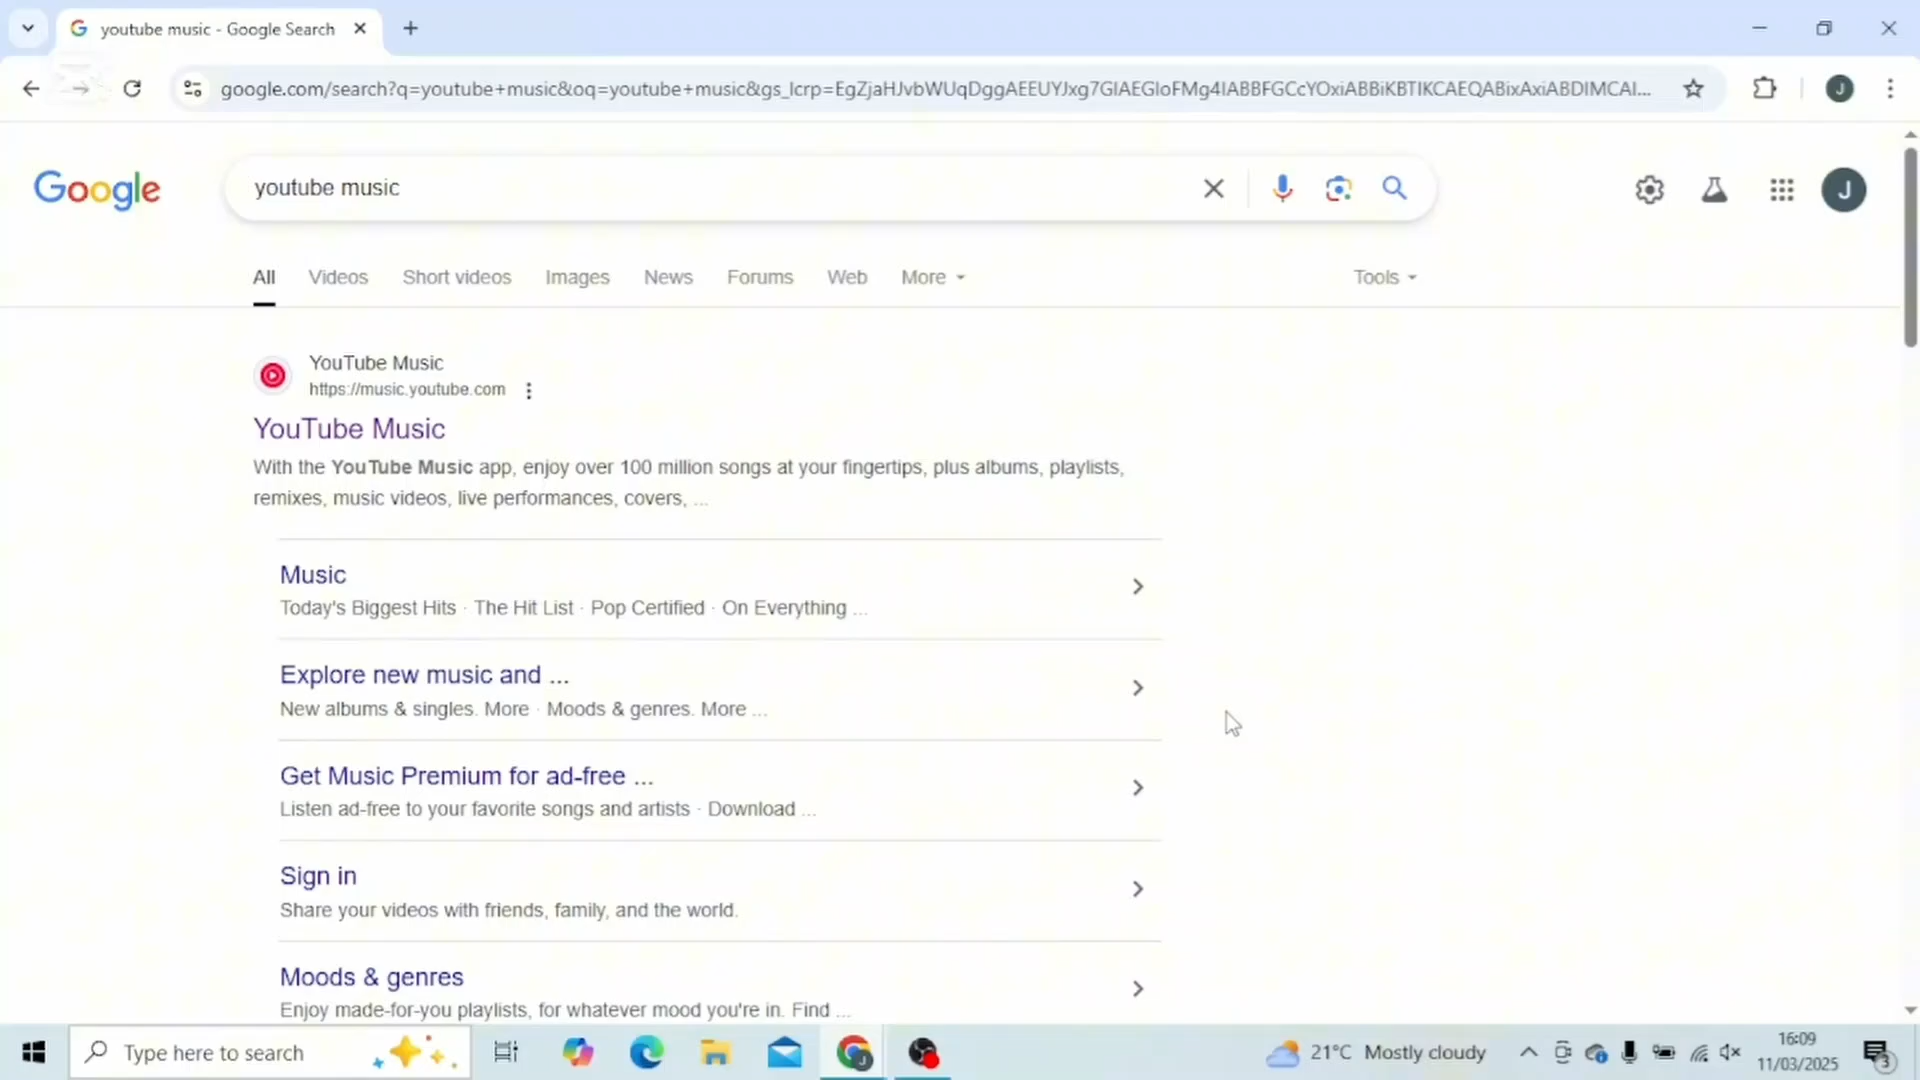 youtube music - Google Search
google.com/search?q=youtube+music&oq=youtube+music&gs_lcrp=EgZjaHJvbWUqDggAEEUYJxg7GIAEGIoFMg4IABBFGCcYOxiABBiKBTIKCAEQABixAxiABDIMCAI...
J
Google
youtube music
J
All Videos Short videos Images News Forums Web More Tools
YouTube Music
https://music.youtube.com
YouTube Music
With the YouTube Music app, enjoy over 100 million songs at your fingertips, plus albums, playlists,
remixes, music videos, live performances, covers, ...
Music
Today's Biggest Hits · The Hit List · Pop Certified · On Everything ...
Explore new music and ...
New albums & singles. More · Moods & genres. More ...
Get Music Premium for ad-free ...
Listen ad-free to your favorite songs and artists · Download ...
Sign in
Share your videos with friends, family, and the world.
Moods & genres
Enjoy made-for-you playlists, for whatever mood you're in. Find ...
Type here to search
21°C Mostly cloudy
16:09
11/03/2025
3